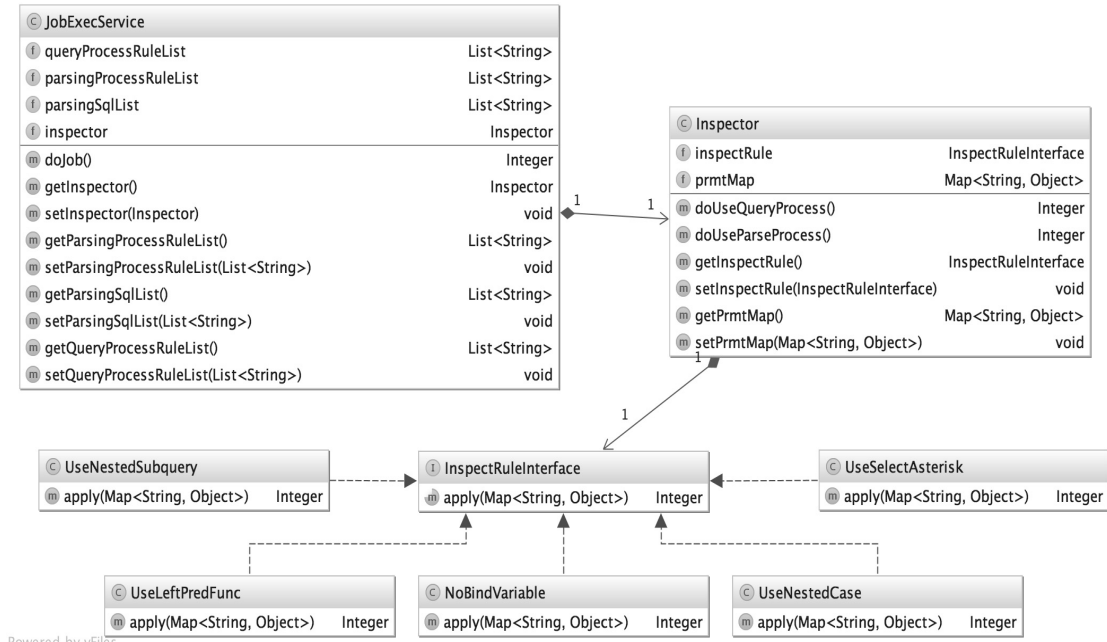 C JobExecService
f queryProcessRuleList List<String>
f parsingProcessRuleList List<String>
f parsingSqlList List<String>
f inspector Inspector
m doJob() Integer
m getInspector() Inspector
m setInspector(Inspector) void
m getParsingProcessRuleList() List<String>
m setParsingProcessRuleList(List<String>) void
m getParsingSqlList() List<String>
m setParsingSqlList(List<String>) void
m getQueryProcessRuleList() List<String>
m setQueryProcessRuleList(List<String>) void
1 1
C Inspector
f inspectRule InspectRuleInterface
f prmtMap Map<String, Object>
m doUseQueryProcess() Integer
m doUseParseProcess() Integer
m getInspectRule() InspectRuleInterface
m setInspectRule(InspectRuleInterface) void
m getPrmtMap() Map<String, Object>
m setPrmtMap(Map<String, Object>) void
1
1
C UseNestedSubquery
m apply(Map<String, Object>) Integer
I InspectRuleInterface
m apply(Map<String, Object>) Integer
C UseSelectAsterisk
m apply(Map<String, Object>) Integer
C UseLeftPredFunc
m apply(Map<String, Object>) Integer
C NoBindVariable
m apply(Map<String, Object>) Integer
C UseNestedCase
m apply(Map<String, Object>) Integer
Powered by yFiles